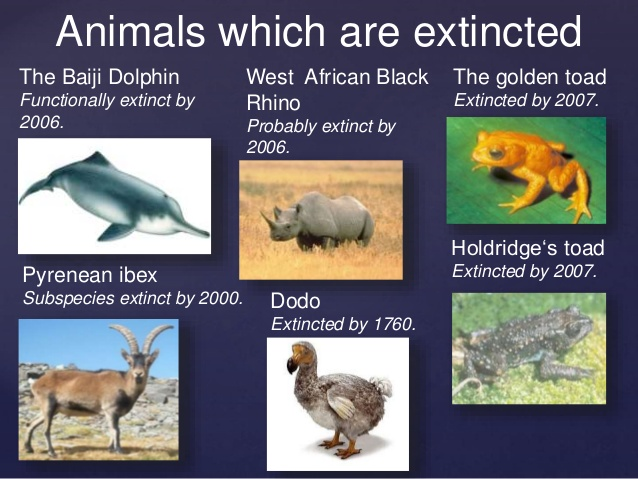 Animals which are extincted
The Baiji Dolphin
Functionally extinct by
2006.
West African Black
Rhino
Probably extinct by
2006.
The golden toad
Extincted by 2007.
Pyrenean ibex
Subspecies extinct by 2000.
Dodo
Extincted by 1760.
Holdridge‘s toad
Extincted by 2007.